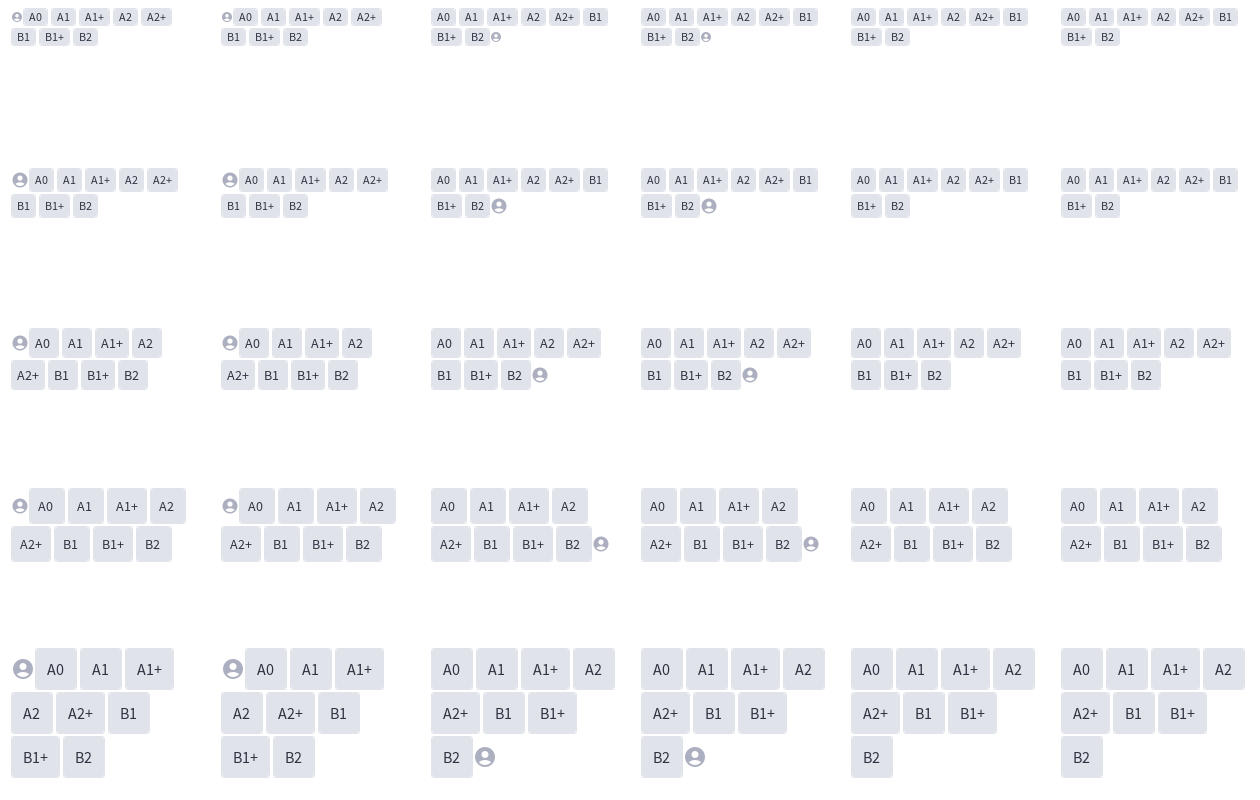 A0 A1 A1+ A2 A2+ A0 A1 A1+ A2 A2+ A0 A1 A1+ A2 A2+ B1 A0 A1 A1+ A2 A2+ B1 A0 A1 A1+ A2 A2+ B1 A0 A1 A1+ A2 A2+ B1
B1 B1+ B2 B1 B1+ B2 B1+ B2 B1+ B2 B1+ B2 B1+ B2
A0 A1 A1+ A2 A2+ A0 A1 A1+ A2 A2+ A0 A1 A1+ A2 A2+ B1 A0 A1 A1+ A2 A2+ B1 A0 A1 A1+ A2 A2+ B1 A0 A1 A1+ A2 A2+ B1
B1 B1+ B2 B1 B1+ B2 B1+ B2 B1+ B2 B1+ B2 B1+ B2
A0 A1 A1+ A2 A0 A1 A1+ A2 A0 A1 A1+ A2 A2+ A0 A1 A1+ A2 A2+ A0 A1 A1+ A2 A2+ A0 A1 A1+ A2 A2+
A2+ B1 B1+ B2 A2+ B1 B1+ B2 B1 B1+ B2 B1 B1+ B2 B1 B1+ B2 B1 B1+ B2
A0 A1 A1+ A2 A0 A1 A1+ A2 A0 A1 A1+ A2 A0 A1 A1+ A2 A0 A1 A1+ A2 A0 A1 A1+ A2
A2+ B1 B1+ B2 A2+ B1 B1+ B2 A2+ B1 B1+ B2 A2+ B1 B1+ B2 A2+ B1 B1+ B2 A2+ B1 B1+ B2
A0 A1 A1+ A0 A1 A1+ A0 A1 A1+ A2 A0 A1 A1+ A2 A0 A1 A1+ A2 A0 A1 A1+ A2
A2 A2+ B1 A2 A2+ B1 A2+ B1 B1+ A2+ B1 B1+ A2+ B1 B1+ A2+ B1 B1+
B1+ B2 B1+ B2 B2 B2 B2 B2